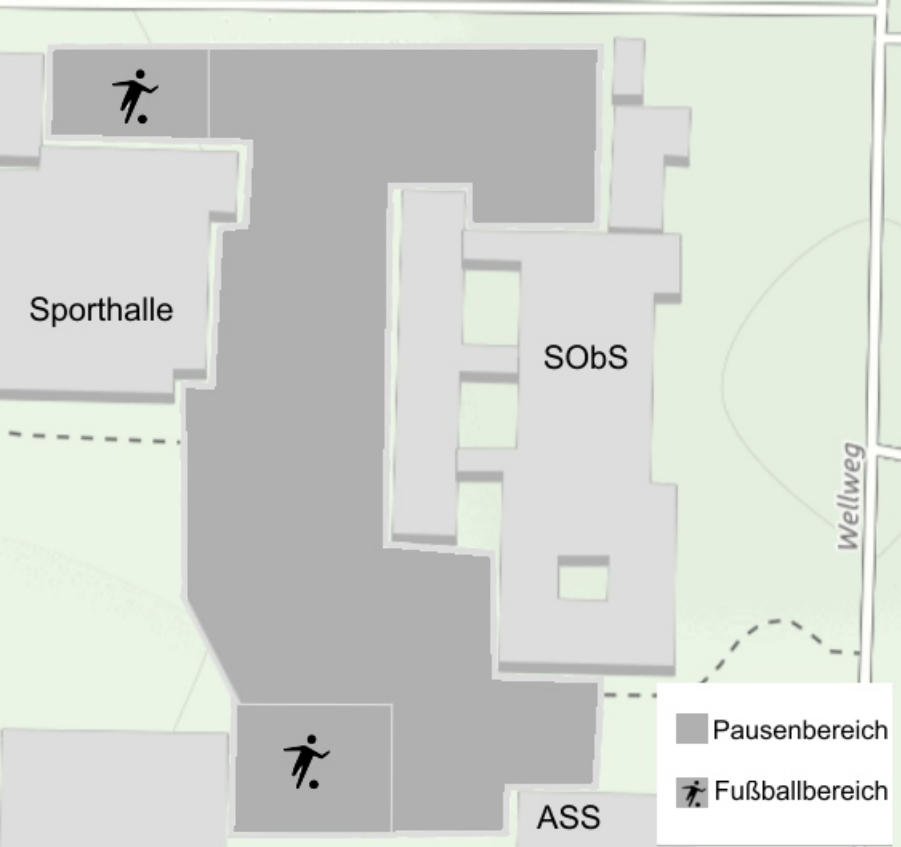 Sporthalle
SObS
Wellweg
Pausenbereich
Fußballbereich
ASS